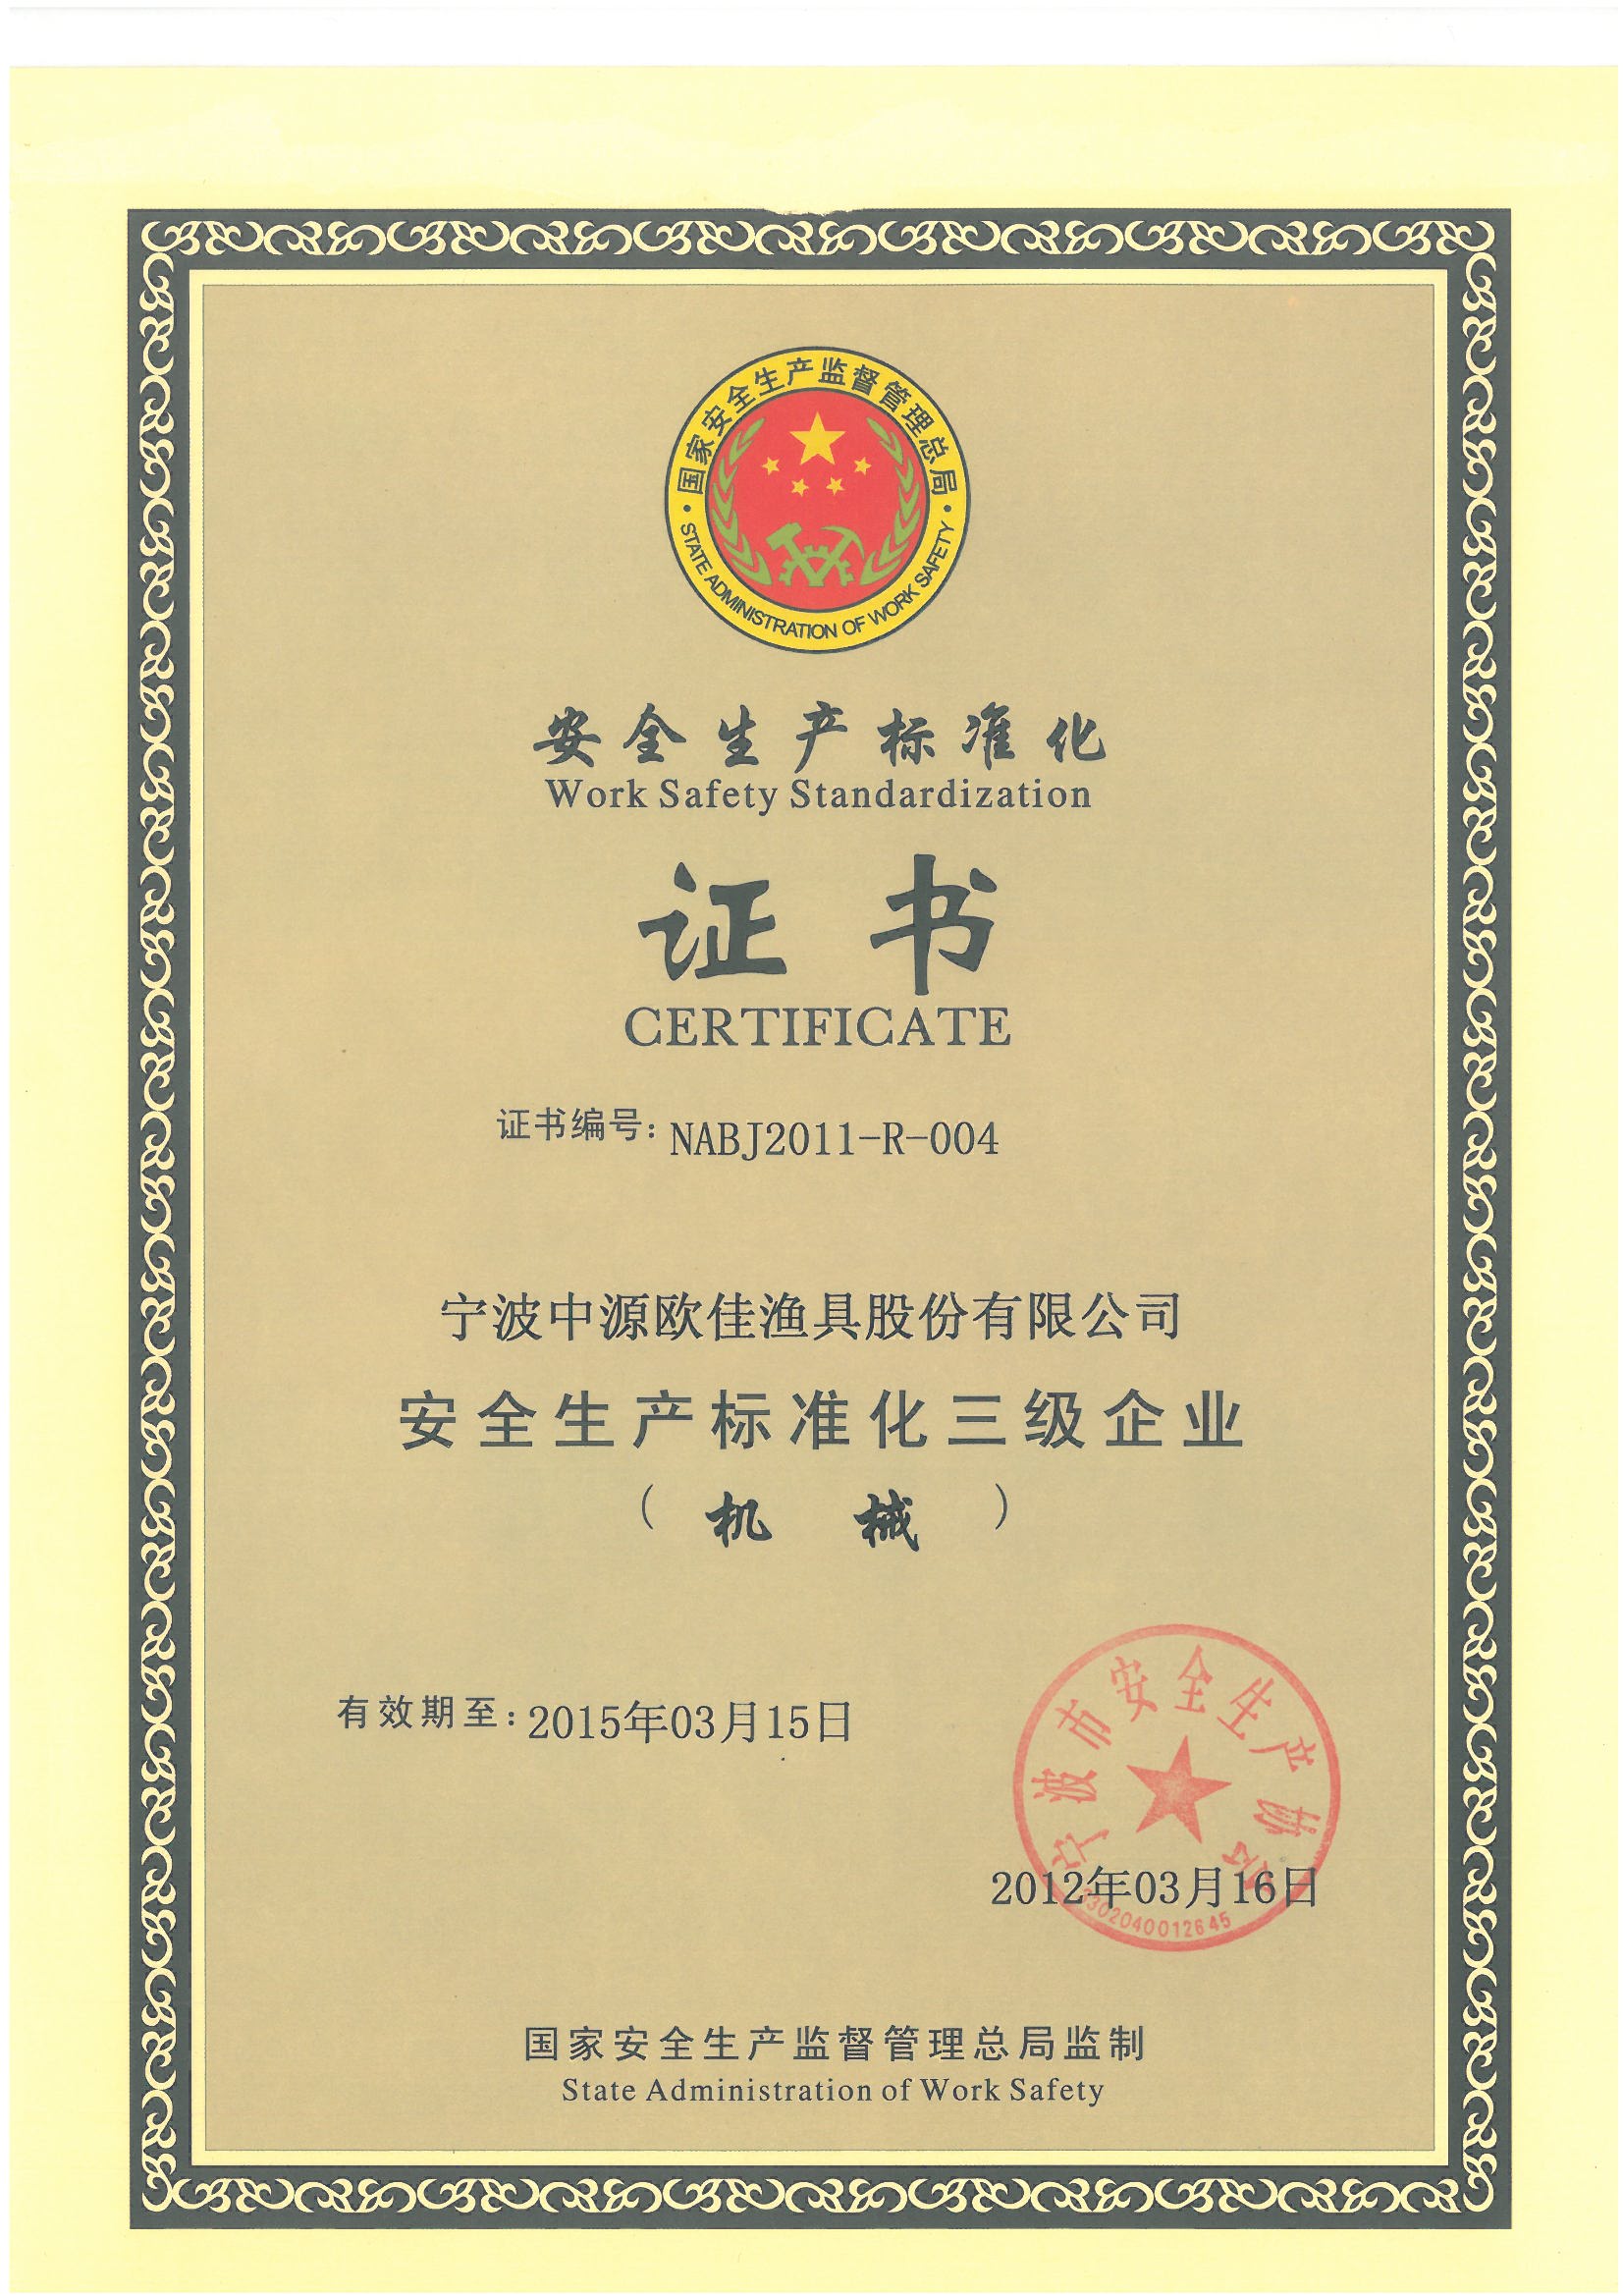 国家安全生产监督管理总局
STATE ADMINISTRATION OF WORK SAFETY
安全生产标准化
Work Safety Standardization
证书
CERTIFICATE
证书编号: NABJ2011-R-004
宁波中源欧佳渔具股份有限公司
安全生产标准化三级企业
(机械)
有效期至: 2015年03月15日
宁波市安全生产协会
2012年03月16日
3302040012645
国家安全生产监督管理总局监制
State Administration of Work Safety